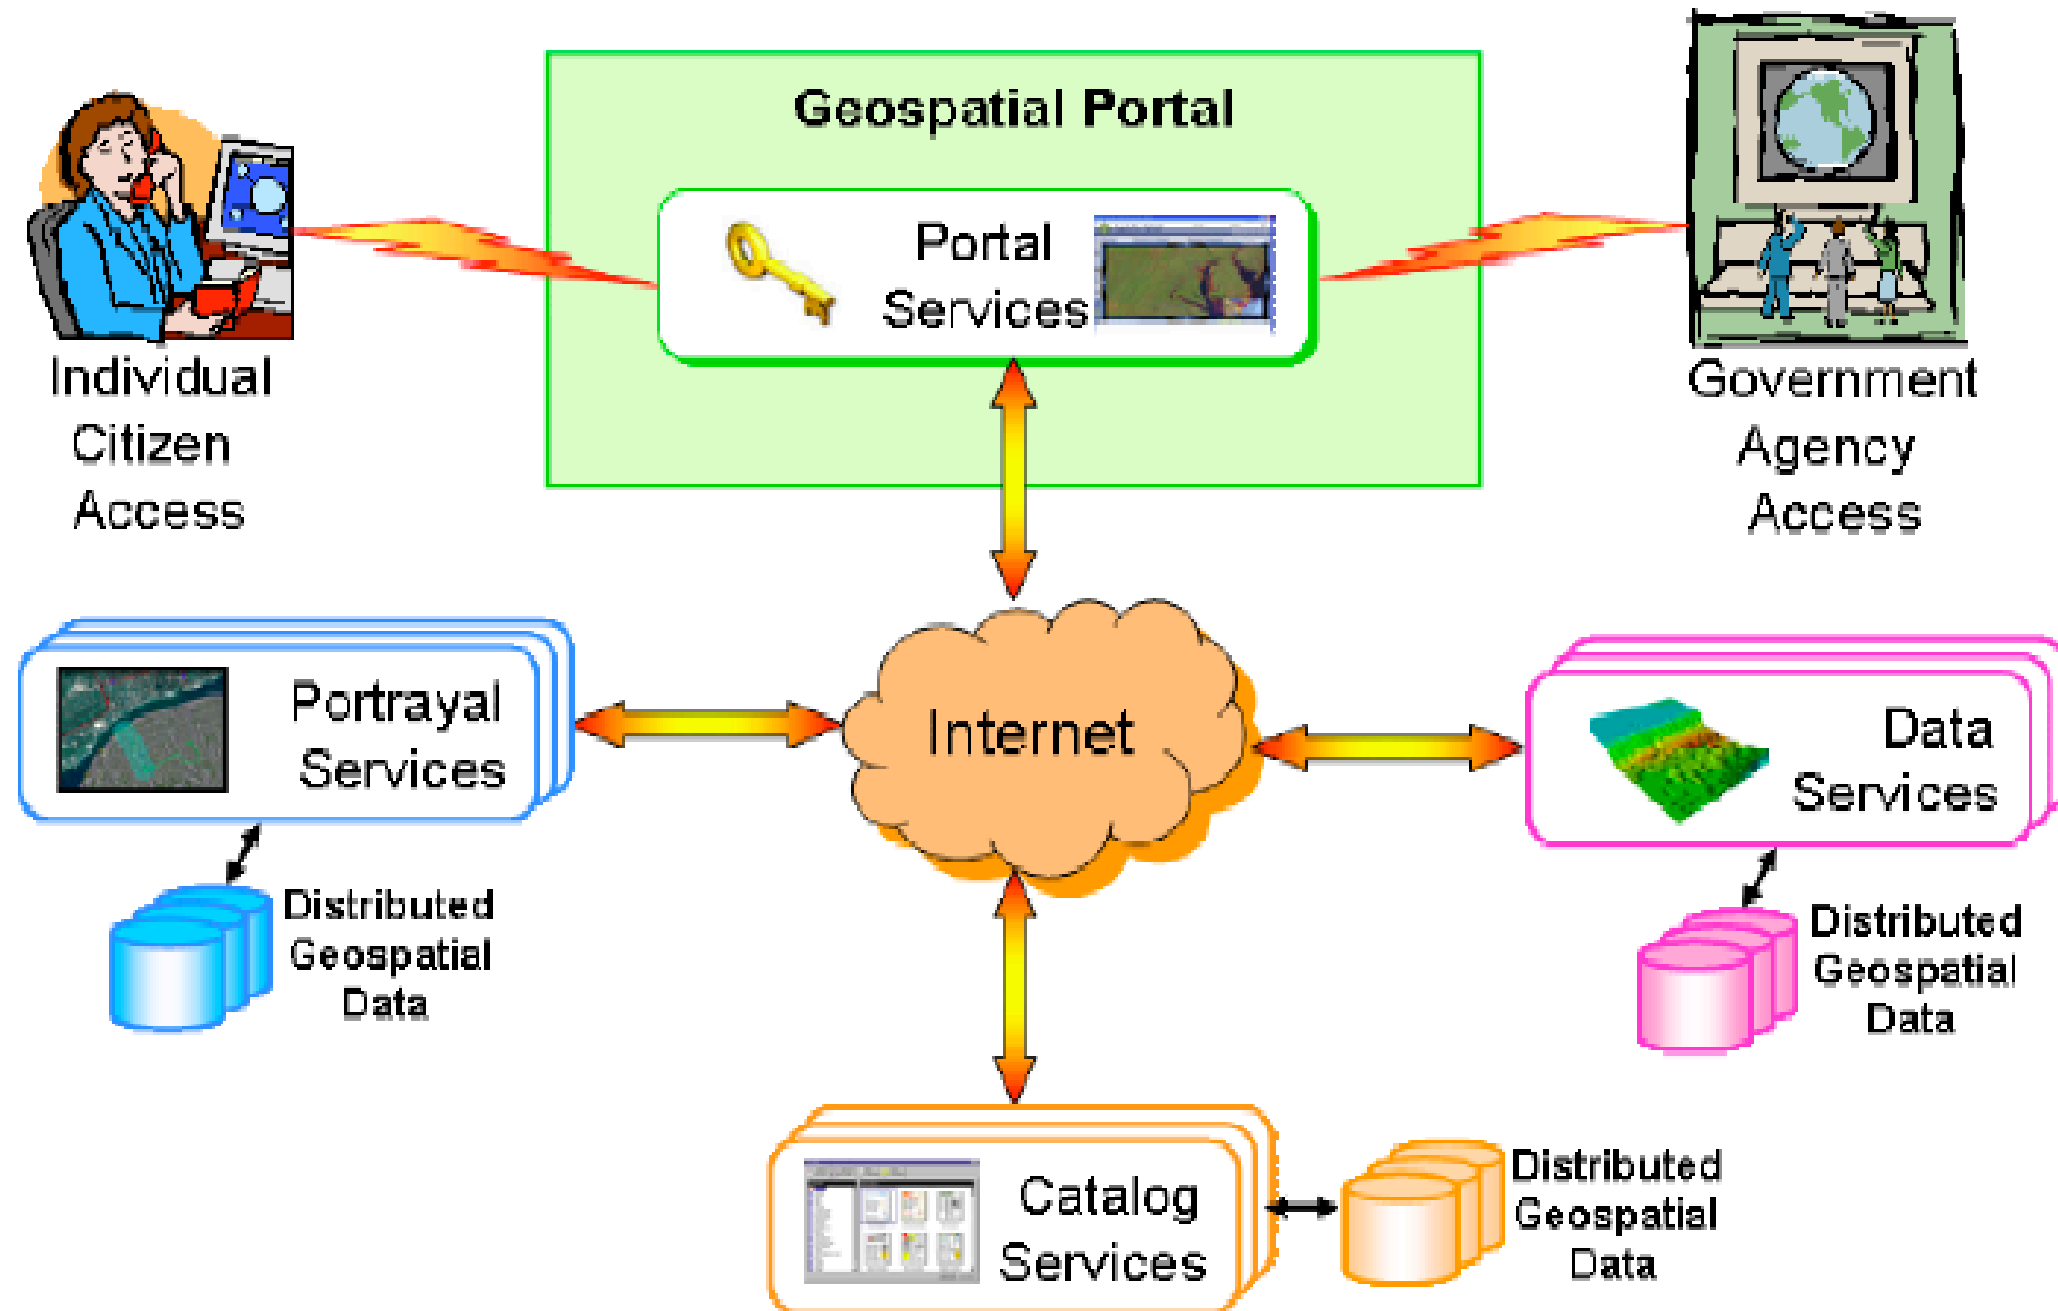 Geospatial Portal
Portal
Services
Individual
Citizen
Access
Government
Agency
Access
Portrayal
Services
Internet
Data
Services
Distributed
Geospatial
Data
Distributed
Geospatial
Data
Catalog
Services
Distributed
Geospatial
Data